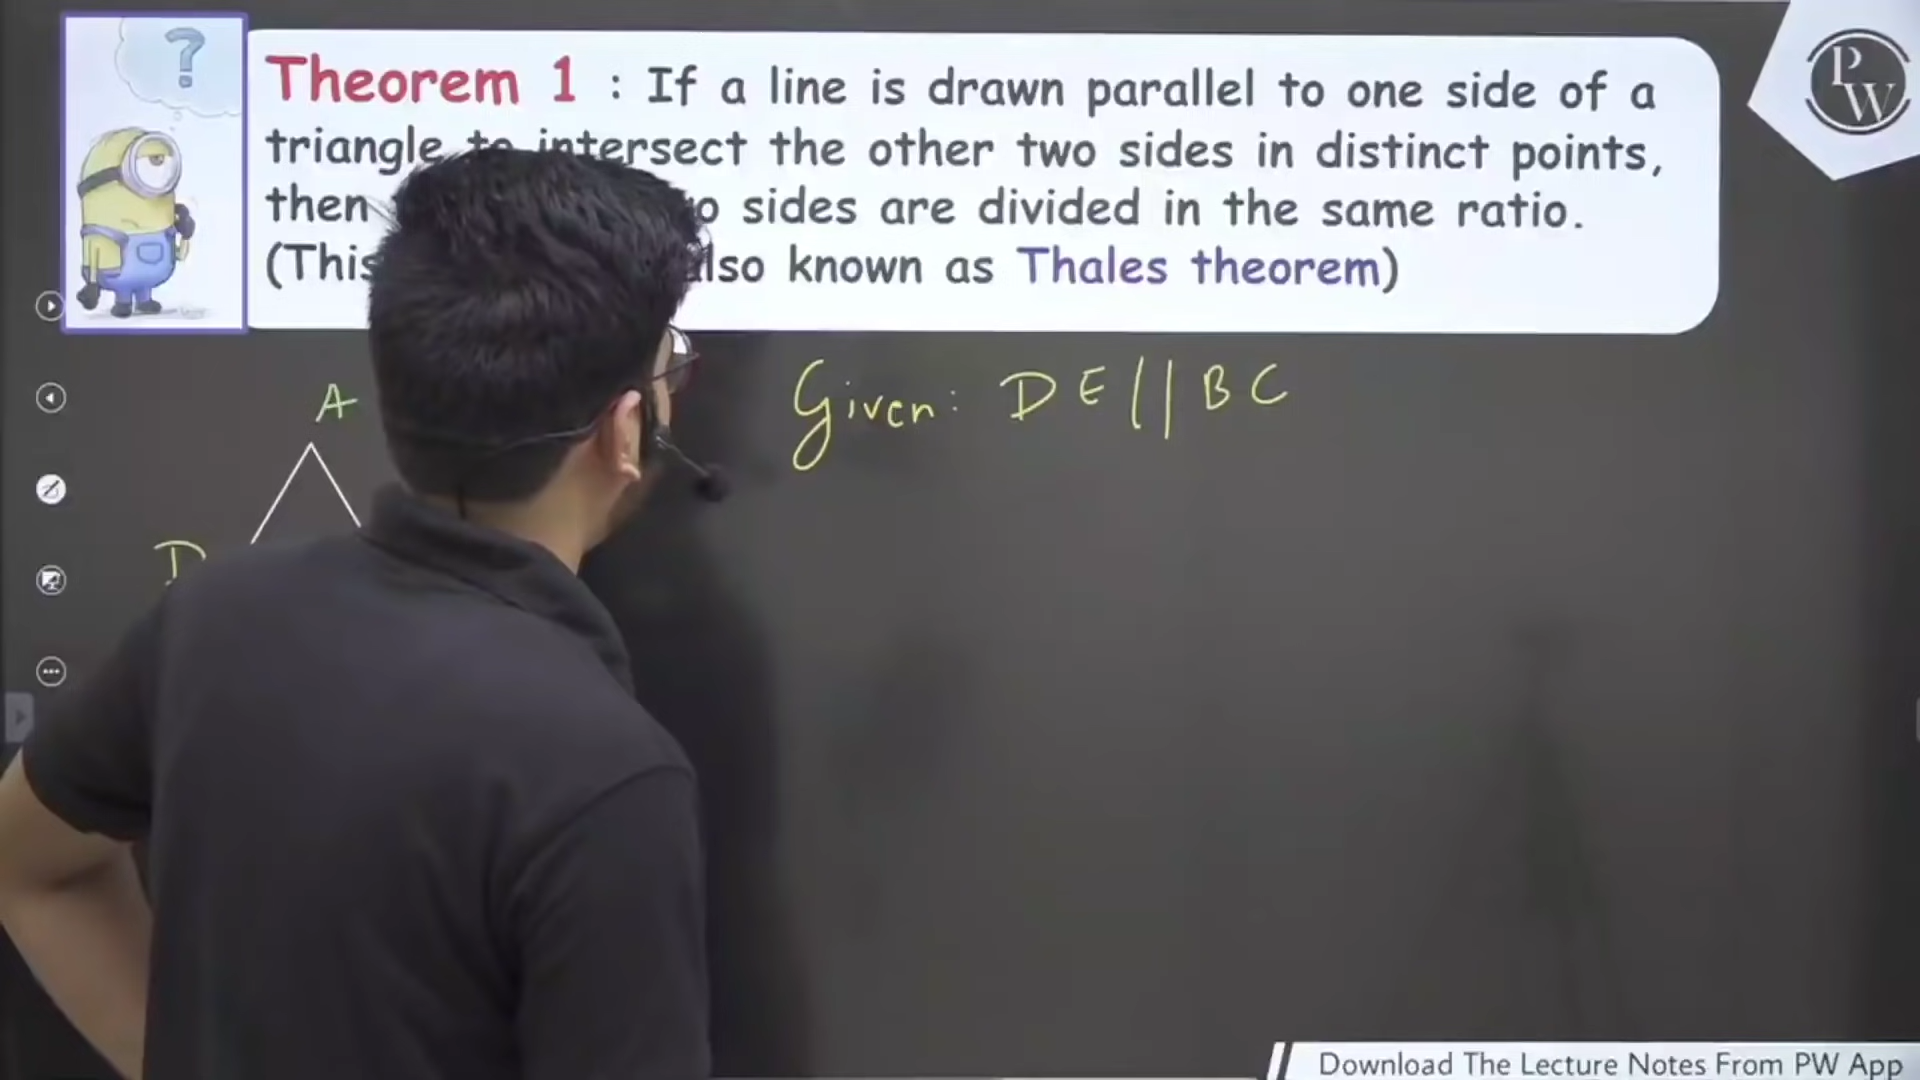 ?
Theorem 1 : If a line is drawn parallel to one side of a
triangle to intersect the other two sides in distinct points,
then sides are divided in the same ratio.
(This also known as Thales theorem)
P
W
A
Given: DE || BC
D
Download The Lecture Notes From PW App